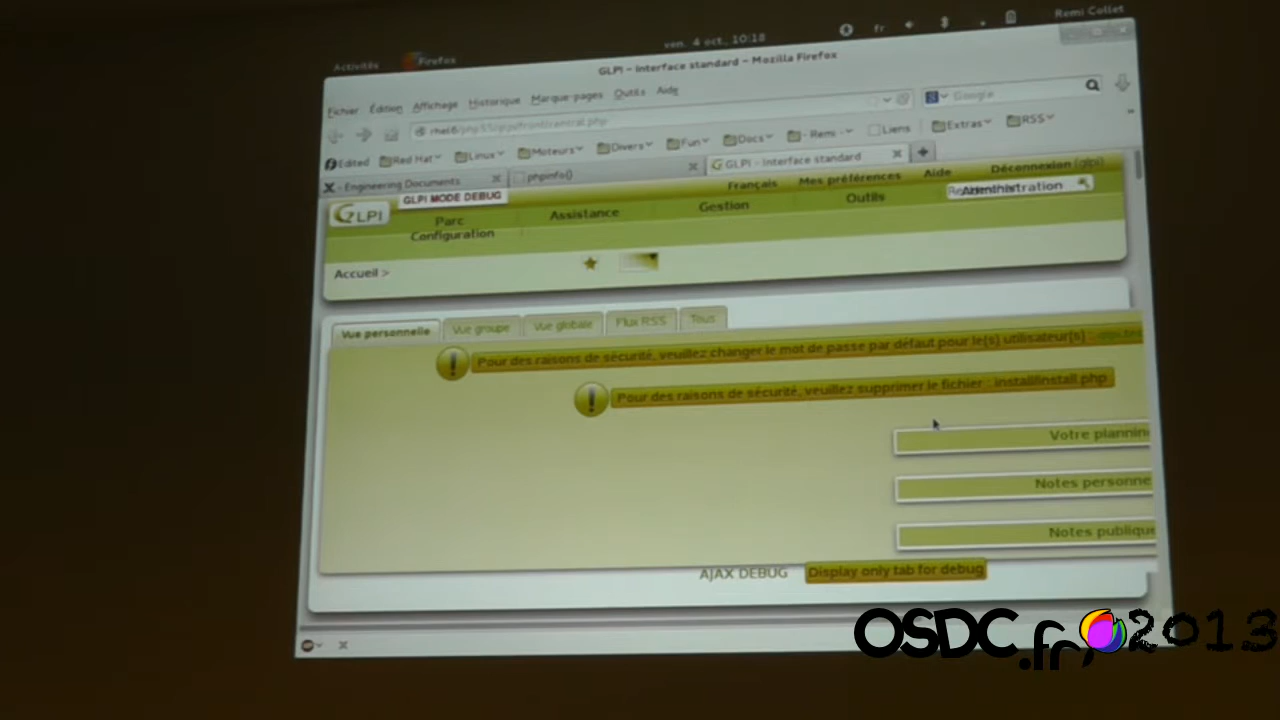 Remi Collet
ven. 4 oct., 10:18
fr
Activités Firefox
GLPI - Interface standard - Mozilla Firefox
Fichier Édition Affichage Historique Marque-pages Outils Aide
Google
Edited Red Hat Linux Moteurs Divers Fun Docs - Remi - Liens Extras RSS
- Engineering Documents phpinfo() GLPI - Interface standard
GLPI MODE DEBUG Français Mes préférences Aide Déconnexion (glpi)
GLPI Parc Assistance Gestion Outils Administration
Configuration
Accueil >
Vue personnelle Vue groupe Vue globale Flux RSS Tous
Pour des raisons de sécurité, veuillez changer le mot de passe par défaut pour le(s) utilisateur(s) :
Pour des raisons de sécurité, veuillez supprimer le fichier : install/install.php
Votre plannin
Notes personne
Notes publique
AJAX DEBUG Display only tab for debug
OSDC.fr 2013